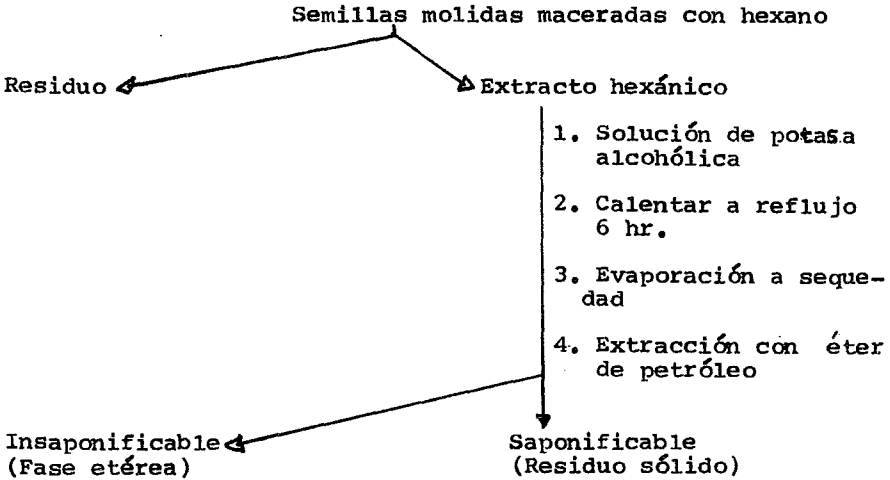 Semillas molidas maceradas con hexano
Residuo
Extracto hexánico
1. Solución de potasa
alcohólica
2. Calentar a reflujo
6 hr.
3. Evaporación a seque-
dad
4. Extracción con éter
de petróleo
Insaponificable
(Fase etérea)
Saponificable
(Residuo sólido)